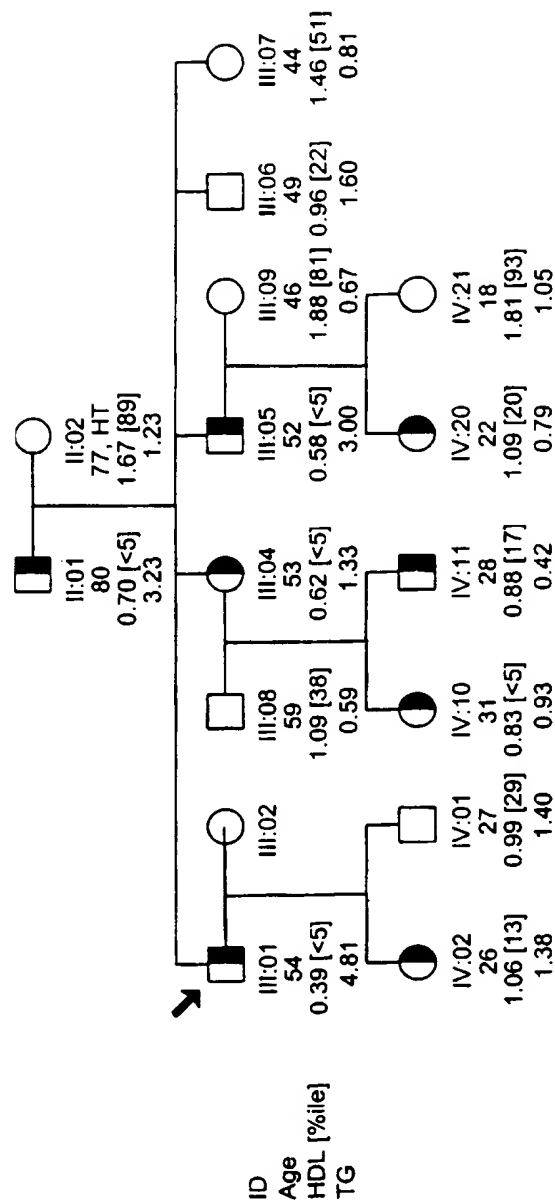 II:01
80
0.70 [<5]
3.23
II:02
77, HT
1.67 [89]
1.23
ID
Age
HDL [%ile]
TG
III:01
54
0.39 [<5]
4.81
III:02
III:08
59
1.09 [38]
0.59
III:04
53
0.62 [<5]
1.33
III:05
52
0.58 [<5]
3.00
III:09
46
1.88 [81]
0.67
III:06
49
0.96 [22]
1.60
III:07
44
1.46 [51]
0.81
IV:02
26
1.06 [13]
1.38
IV:01
27
0.99 [29]
1.40
IV:10
31
0.83 [<5]
0.93
IV:11
28
0.88 [17]
0.42
IV:20
22
1.09 [20]
0.79
IV:21
18
1.81 [93]
1.05